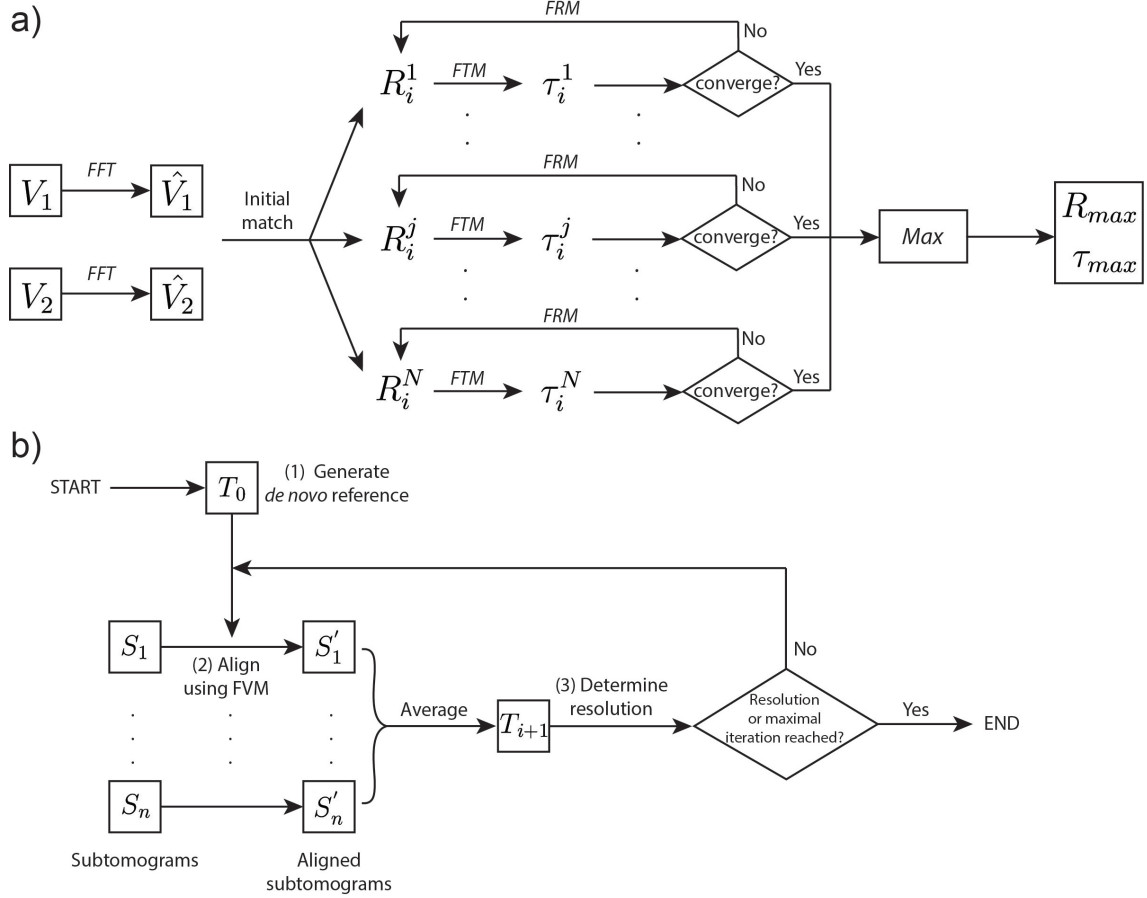 a)
FRM
No
R_i^1
FTM
τ_i^1
converge?
Yes
V_1
FFT
V̂_1
Initial
match
FRM
No
R_i^j
FTM
τ_i^j
converge?
Yes
Max
R_max
τ_max
V_2
FFT
V̂_2
FRM
No
R_i^N
FTM
τ_i^N
converge?
Yes
b)
START
T_0
(1) Generate
de novo reference
S_1
(2) Align
using FVM
S_1'
No
Average
T_{i+1}
(3) Determine
resolution
Resolution
or maximal
iteration reached?
Yes
END
S_n
S_n'
Subtomograms
Aligned
subtomograms